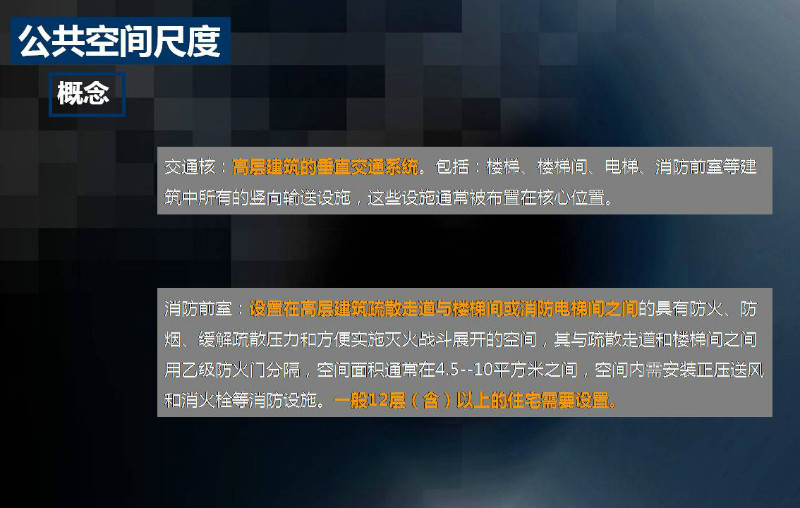 公共空间尺度
概念
交通核：高层建筑的垂直交通系统。包括：楼梯、楼梯间、电梯、消防前室等建
筑中所有的竖向输送设施，这些设施通常被布置在核心位置。
消防前室：设置在高层建筑疏散走道与楼梯间或消防电梯间之间的具有防火、防
烟、缓解疏散压力和方便实施灭火战斗展开的空间，其与疏散走道和楼梯间之间
用乙级防火门分隔，空间面积通常在4.5--10平方米之间，空间内需安装正压送风
和消火栓等消防设施。一般12层（含）以上的住宅需要设置。